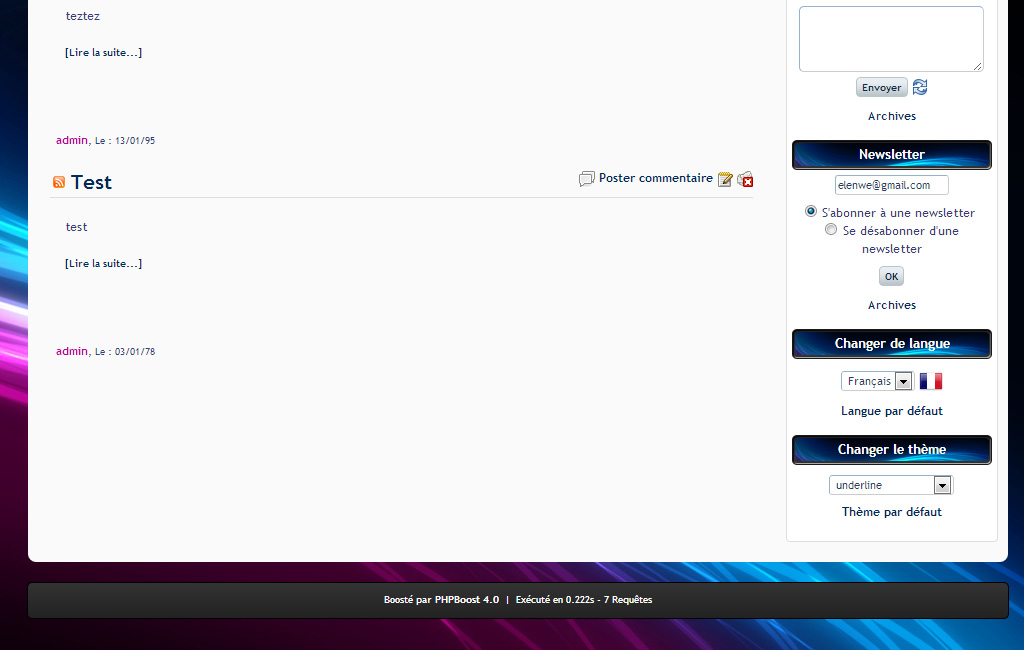 teztez
[Lire la suite...]
admin, Le : 13/01/95
Test
Poster commentaire
test
[Lire la suite...]
admin, Le : 03/01/78
Envoyer
Archives
Newsletter
elenwe@gmail.com
S'abonner à une newsletter
Se désabonner d'une
newsletter
OK
Archives
Changer de langue
Français
Langue par défaut
Changer le thème
underline
Thème par défaut
Boosté par PHPBoost 4.0 | Exécuté en 0.222s - 7 Requêtes